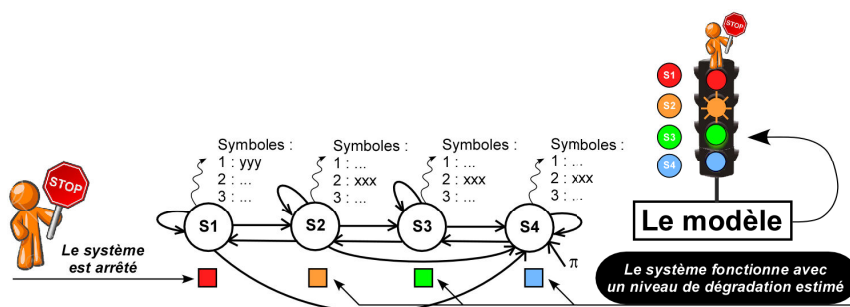 STOP
S1
S2
S3
S4
Symboles :
1 : yyy
2 : ...
3 : ...
Symboles :
1 : ...
2 : xxx
3 : ...
Symboles :
1 : ...
2 : xxx
3 : ...
Symboles :
1 : ...
2 : xxx
3 : ...
STOP
S1
S2
S3
S4
π
Le système
est arrêté
Le modèle
Le système fonctionne avec
un niveau de dégradation estimé